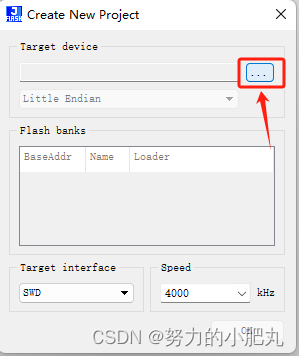 J
FLASH
Create New Project
Target device
...
Little Endian
Flash banks
BaseAddr Name Loader
Target interface
SWD
Speed
4000 kHz
CSDN @努力的小肥丸